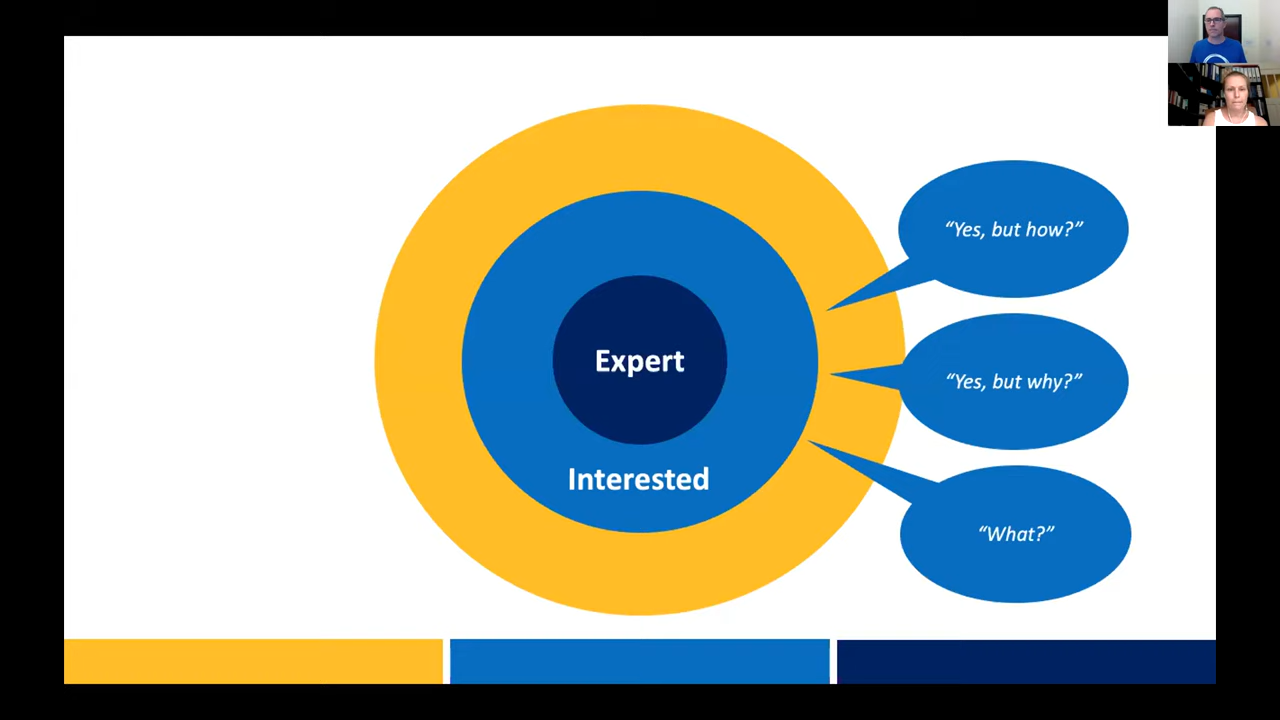 “Yes, but how?”
Expert
“Yes, but why?”
Interested
“What?”